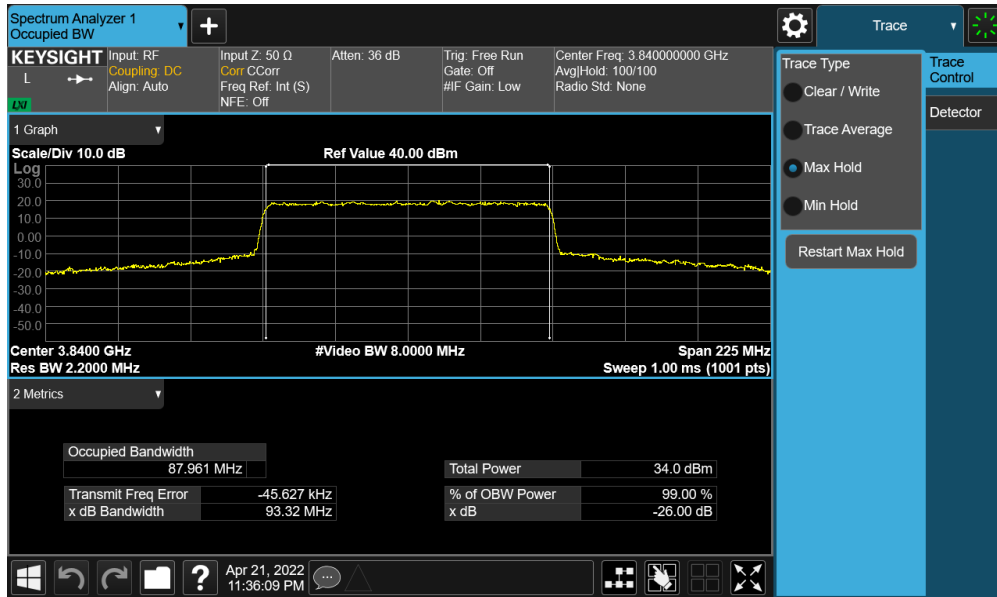 Spectrum Analyzer 1
Occupied BW
+
Trace
KEYSIGHT
L
LXI
Input: RF
Coupling: DC
Align: Auto
Input Z: 50 Ω
Corr CCorr
Freq Ref: Int (S)
NFE: Off
Atten: 36 dB
Trig: Free Run
Gate: Off
#IF Gain: Low
Center Freq: 3.840000000 GHz
Avg|Hold: 100/100
Radio Std: None
1 Graph
Scale/Div 10.0 dB
Ref Value 40.00 dBm
Log
30.0
20.0
10.0
0.00
-10.0
-20.0
-30.0
-40.0
-50.0
Center 3.8400 GHz
#Video BW 8.0000 MHz
Span 225 MHz
Res BW 2.2000 MHz
Sweep 1.00 ms (1001 pts)
2 Metrics
Occupied Bandwidth
87.961 MHz
Total Power 34.0 dBm
Transmit Freq Error -45.627 kHz
% of OBW Power 99.00 %
x dB Bandwidth 93.32 MHz
x dB -26.00 dB
Trace Type
Clear / Write
Trace Average
Max Hold
Min Hold
Restart Max Hold
Trace
Control
Detector
?
Apr 21, 2022
11:36:09 PM